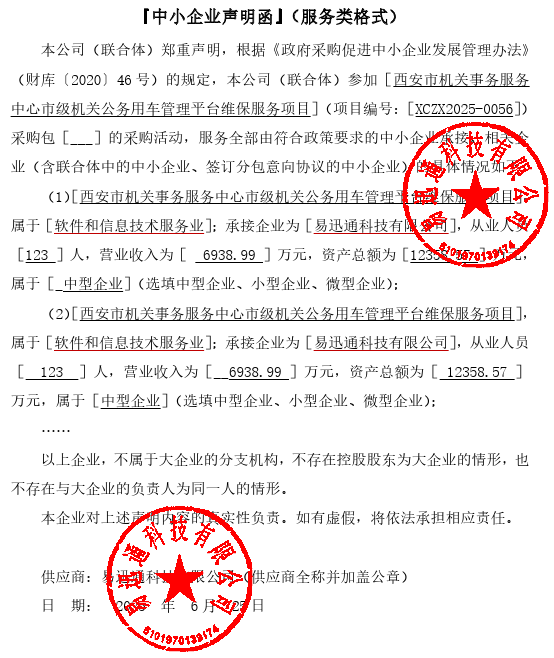 『中小企业声明函』（服务类格式）
本公司（联合体）郑重声明，根据《政府采购促进中小企业发展管理办法》
（财库〔2020〕46 号）的规定，本公司（联合体）参加［西安市机关事务服务
中心市级机关公务用车管理平台维保服务项目］（项目编号：［XCZX2025-0056］）
采购包［___］的采购活动，服务全部由符合政策要求的中小企业承接。相关企
业（含联合体中的中小企业、签订分包意向协议的中小企业）的具体情况如下：
（1）［西安市机关事务服务中心市级机关公务用车管理平台维保服务项目］，
属于［软件和信息技术服务业］；承接企业为［易迅通科技有限公司］，从业人员
［123 ］人，营业收入为［ 6938.99 ］万元，资产总额为［12358.57 ］万元，
属于［ 中型企业］（选填中型企业、小型企业、微型企业）；
（2）［西安市机关事务服务中心市级机关公务用车管理平台维保服务项目］，
属于［软件和信息技术服务业］；承接企业为［易迅通科技有限公司］，从业人员
［ 123 ］人，营业收入为［ 6938.99 ］万元，资产总额为［ 12358.57 ］
万元，属于［中型企业］（选填中型企业、小型企业、微型企业）；
……
以上企业，不属于大企业的分支机构，不存在控股股东为大企业的情形，也
不存在与大企业的负责人为同一人的情形。
本企业对上述声明内容的真实性负责。如有虚假，将依法承担相应责任。
供应商：易迅通科技有限公司（供应商全称并加盖公章）
日 期： 2025 年 6 月 25 日
易迅通科技有限公司
5101970139174
易迅通科技有限公司
5101970139174